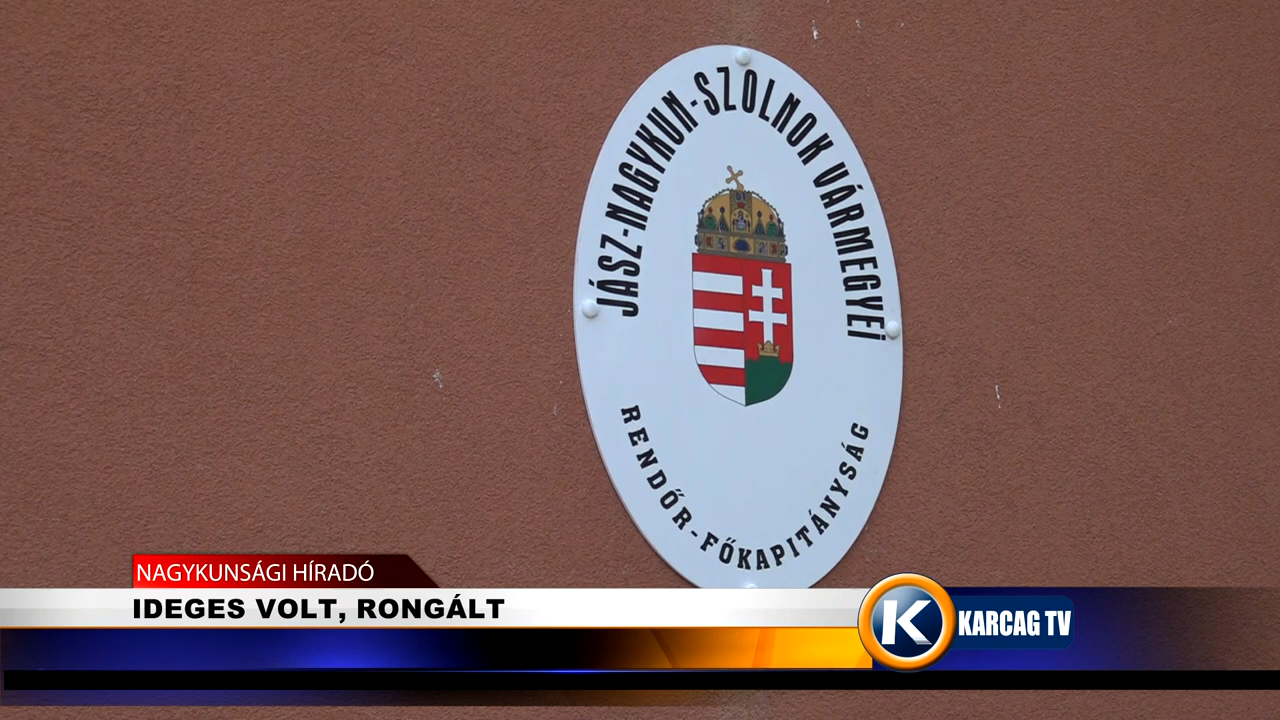 JÁSZ-NAGYKUN-SZOLNOK VÁRMEGYEI
RENDŐR-FŐKAPITÁNYSÁG
NAGYKUNSÁGI HÍRADÓ
IDEGES VOLT, RONGÁLT
K KARCAG TV